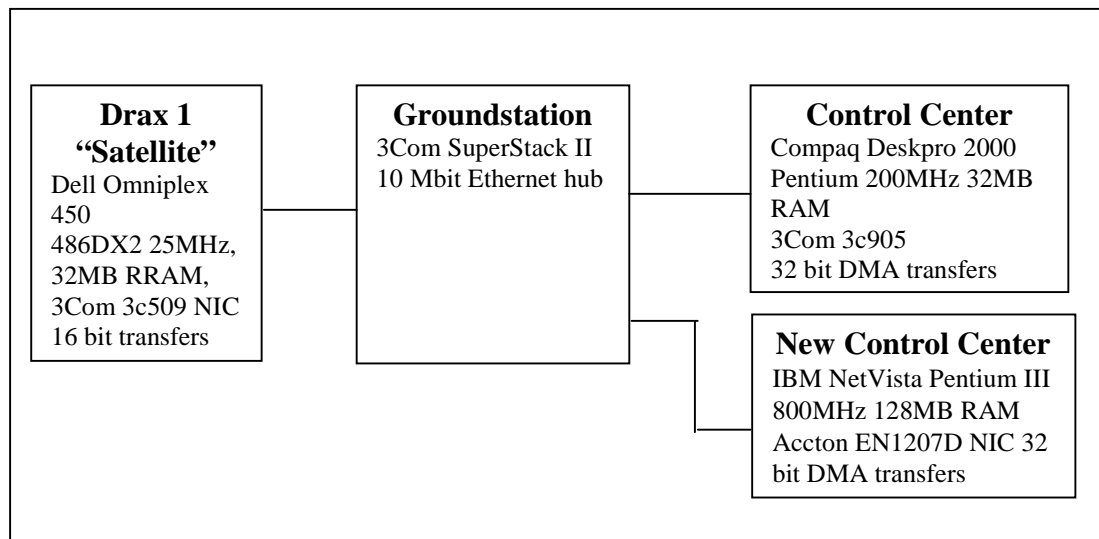 Drax 1
“Satellite”
Dell Omniplex
450
486DX2 25MHz,
32MB RRAM,
3Com 3c509 NIC
16 bit transfers
Groundstation
3Com SuperStack II
10 Mbit Ethernet hub
Control Center
Compaq Deskpro 2000
Pentium 200MHz 32MB
RAM
3Com 3c905
32 bit DMA transfers
New Control Center
IBM NetVista Pentium III
800MHz 128MB RAM
Accton EN1207D NIC 32
bit DMA transfers